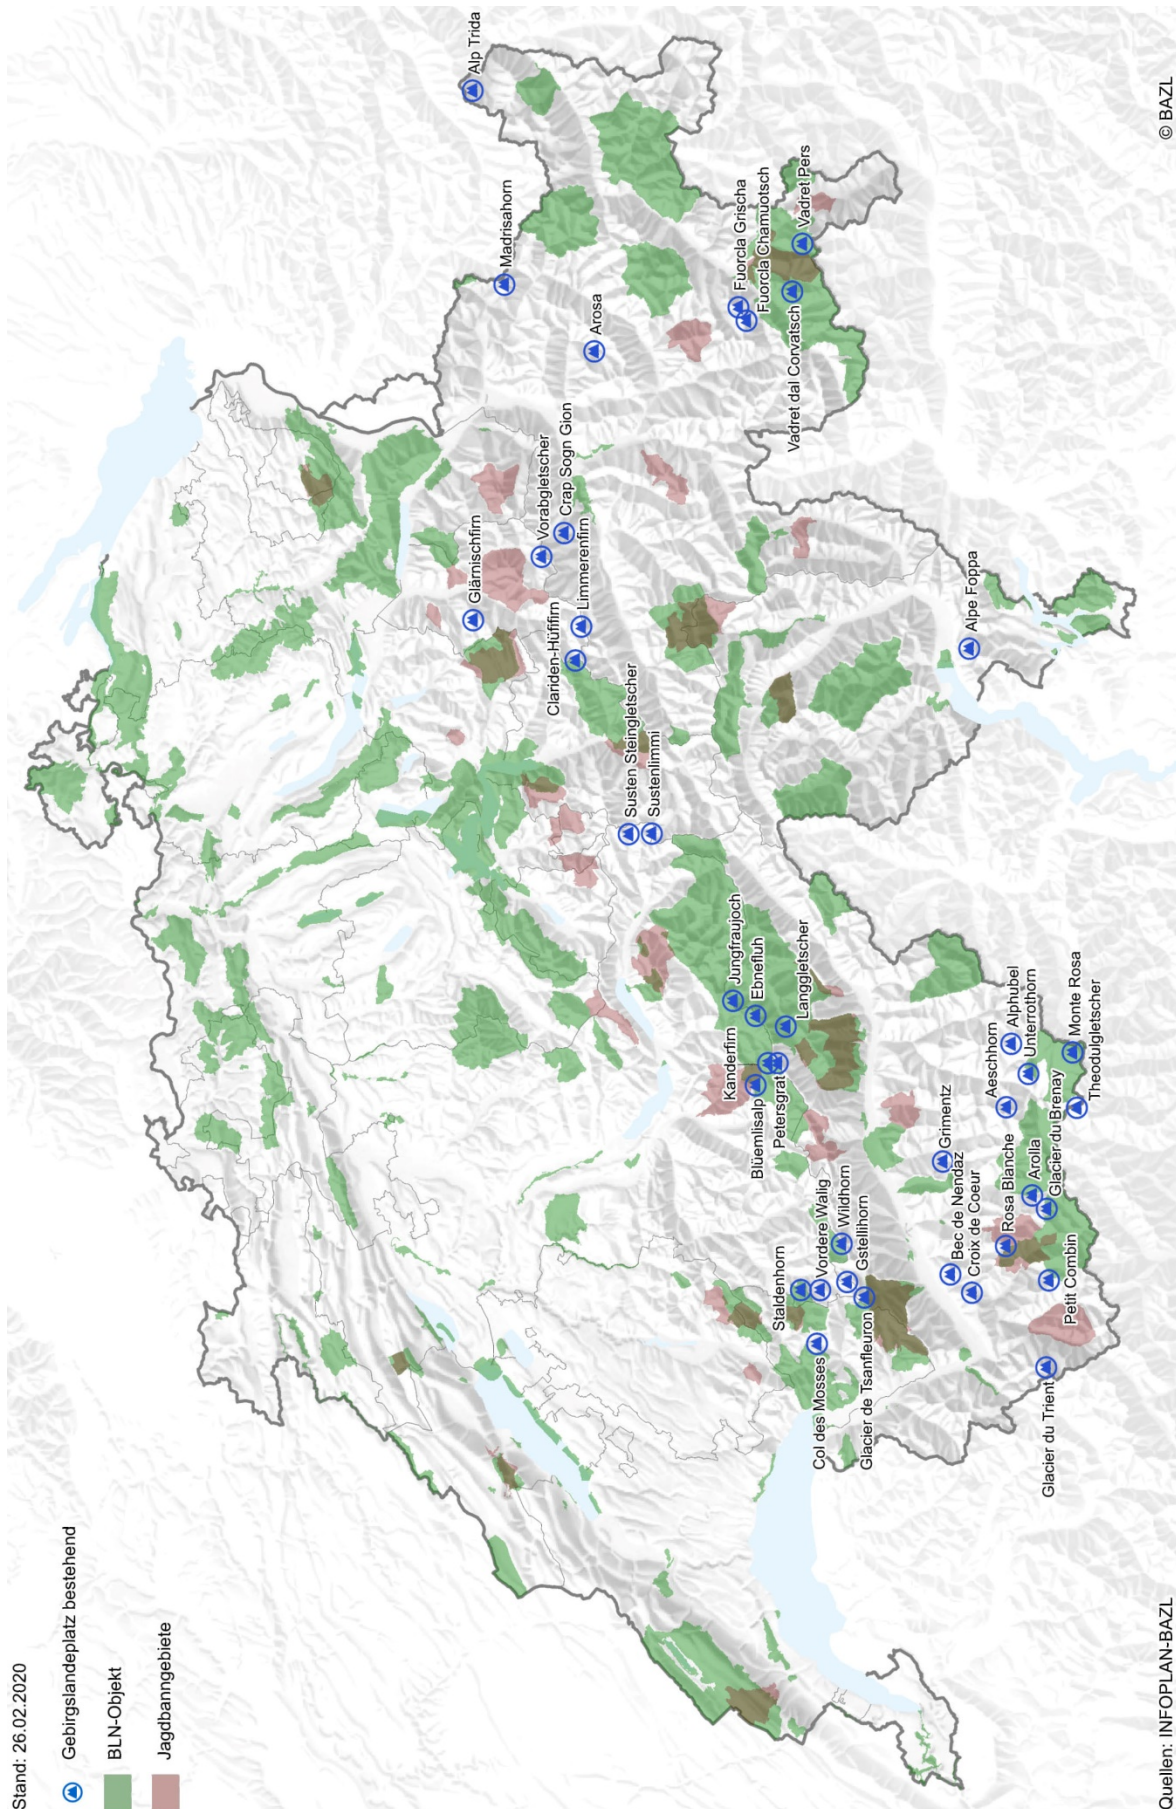 Stand: 26.02.2020
Gebirgslandeplatz bestehend
BLN-Objekt
Jagdbanngebiete
Alp Trida
Madrisahorn
Arosa
Fuorcla Grischa
Fuorcla Chamuotsch
Vadret Pers
Vadret dal Corvatsch
Glärnischfirn
Vorabgletscher
Crap Sogn Gion
Limmerenfirn
Clariden-Hüfifirn
Susten Steingletscher
Sustenlimmi
Alpe Foppa
Jungfraujoch
Ebnefluh
Langgletscher
Kanderfirn
Blüemlisalp
Petersgrat
Staldenhorn
Vordere Walig
Wildhorn
Gstellihorn
Col des Mosses
Glacier de Tsanfleuron
Grimentz
Bec de Nendaz
Croix de Coeur
Aeschhorn
Alphubel
Unterrothorn
Monte Rosa
Theodulgletscher
Rosa Blanche
Arolla
Glacier du Brenay
Petit Combin
Glacier du Trient
Quellen: INFOPLAN-BAZL
© BAZL